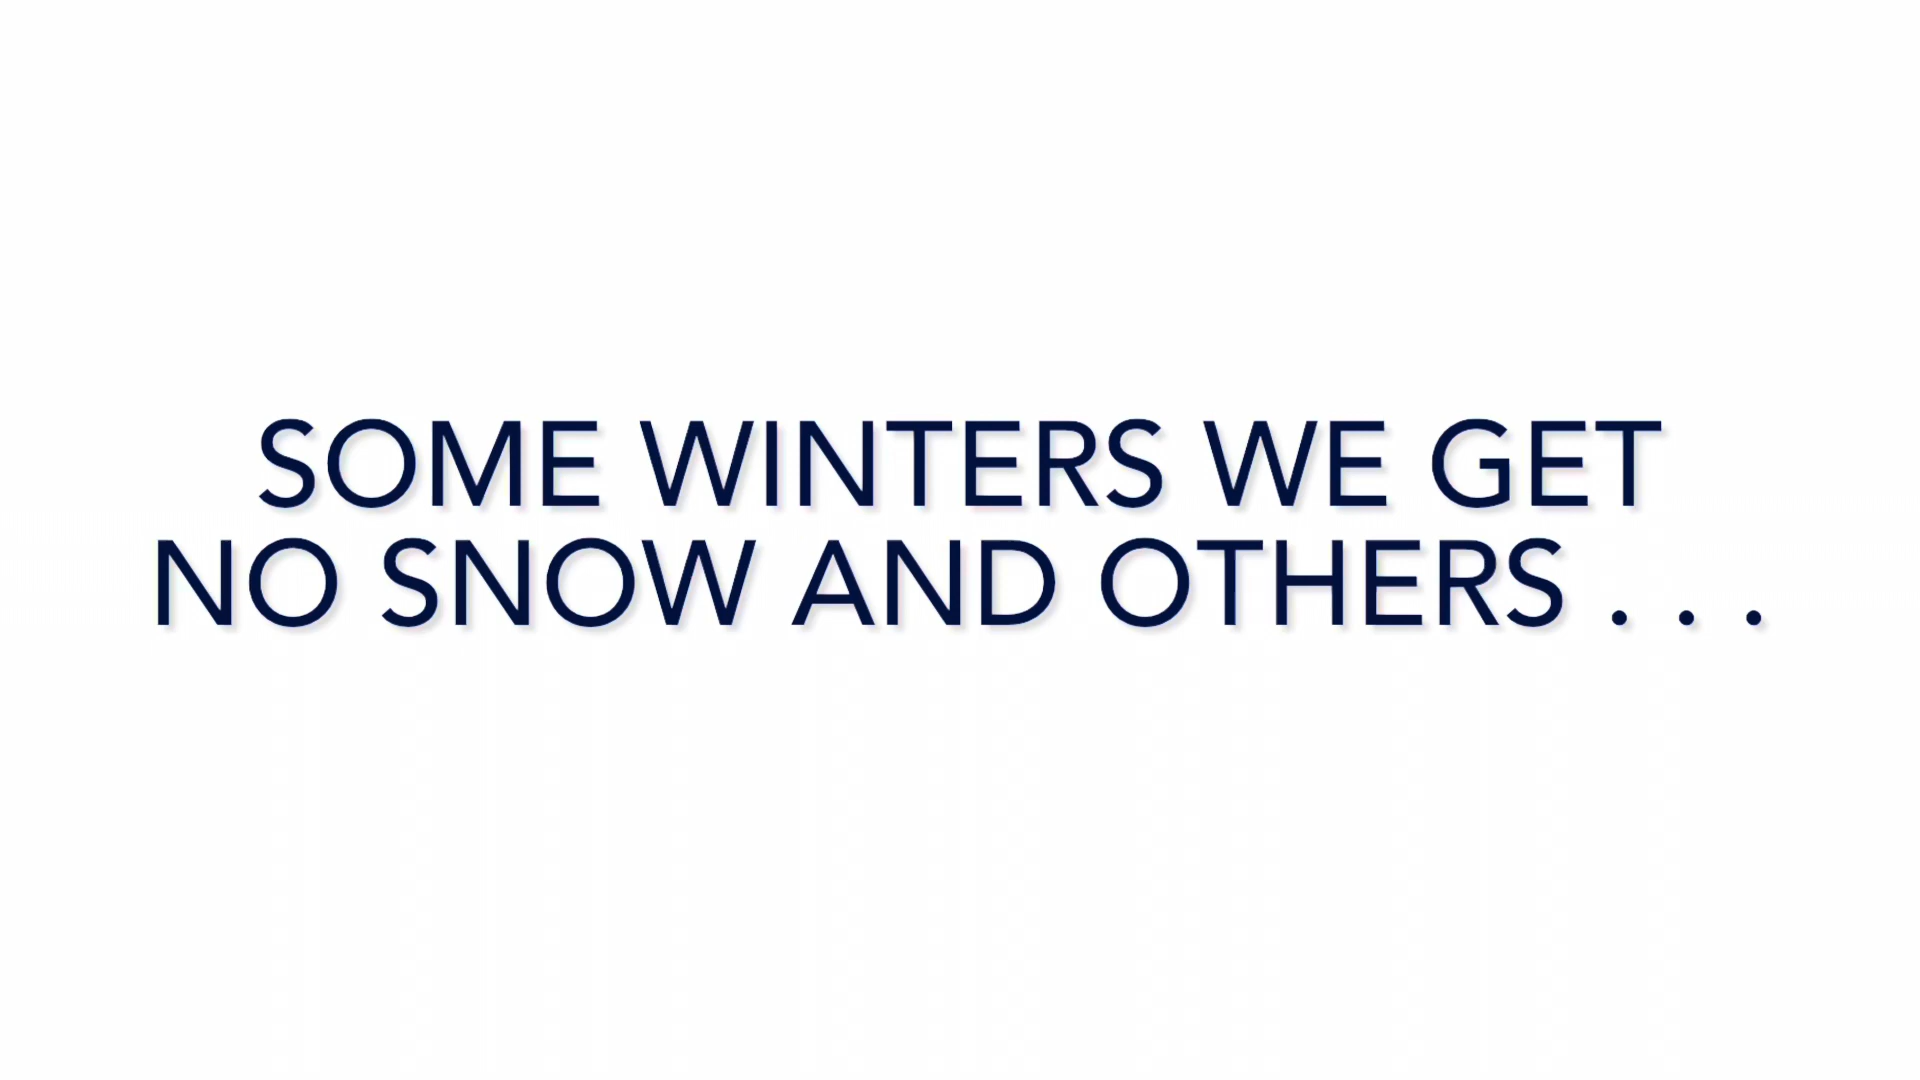 SOME WINTERS WE GET
NO SNOW AND OTHERS . . .